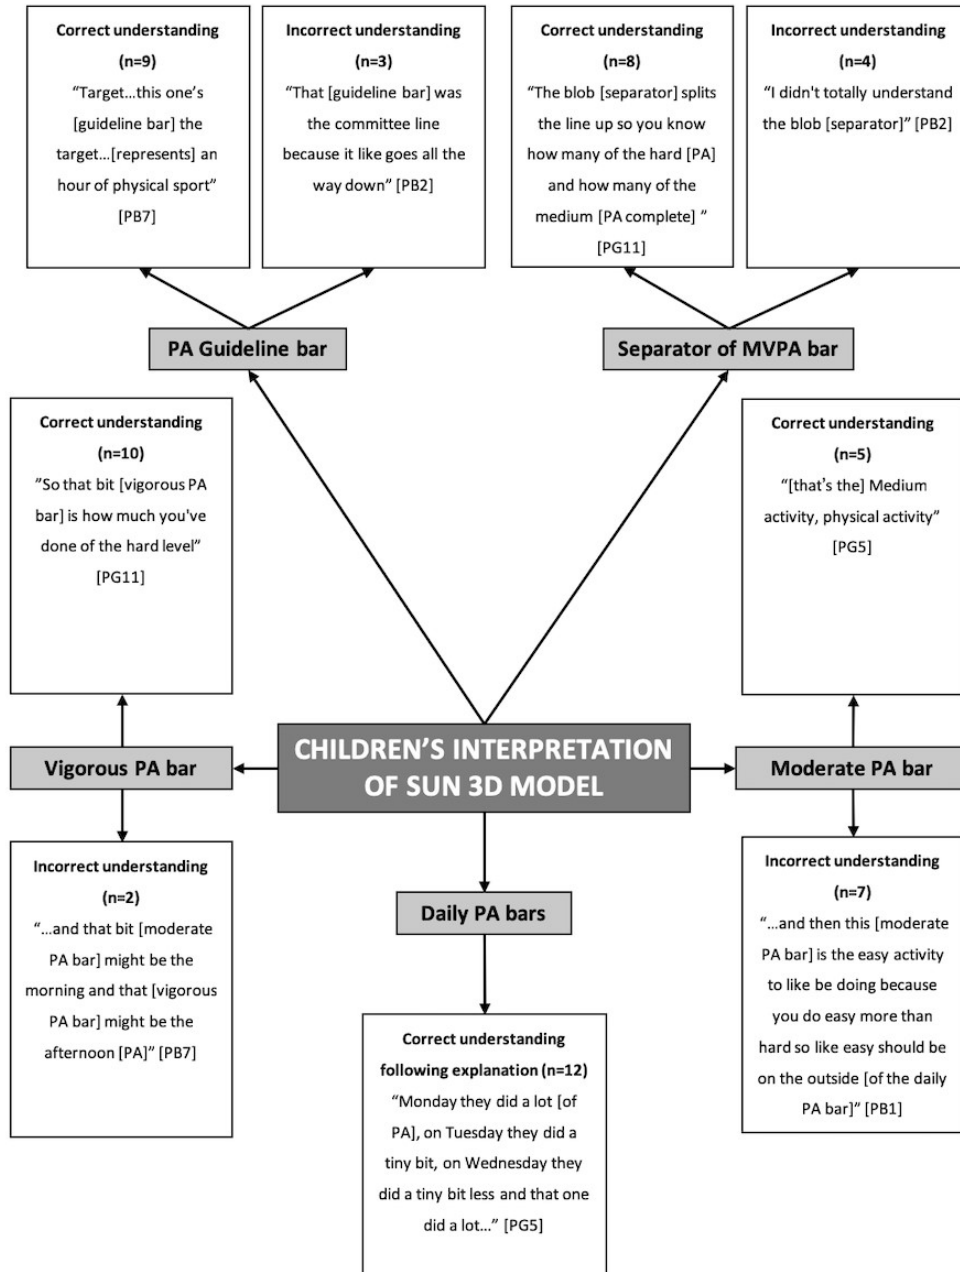 Correct understanding
(n=9)
“Target…this one’s
[guideline bar] the
target…[represents] an
hour of physical sport”
[PB7]
Incorrect understanding
(n=3)
“That [guideline bar] was
the committee line
because it like goes all the
way down” [PB2]
Correct understanding
(n=8)
“The blob [separator] splits
the line up so you know
how many of the hard [PA]
and how many of the
medium [PA complete] ”
[PG11]
Incorrect understanding
(n=4)
“I didn't totally understand
the blob [separator]” [PB2]
PA Guideline bar
Separator of MVPA bar
Correct understanding
(n=10)
”So that bit [vigorous PA
bar] is how much you've
done of the hard level”
[PG11]
Correct understanding
(n=5)
“[that’s the] Medium
activity, physical activity”
[PG5]
Vigorous PA bar
CHILDREN’S INTERPRETATION
OF SUN 3D MODEL
Moderate PA bar
Incorrect understanding
(n=2)
“…and that bit [moderate
PA bar] might be the
morning and that [vigorous
PA bar] might be the
afternoon [PA]” [PB7]
Daily PA bars
Incorrect understanding
(n=7)
“…and then this [moderate
PA bar] is the easy activity
to like be doing because
you do easy more than
hard so like easy should be
on the outside [of the daily
PA bar]” [PB1]
Correct understanding
following explanation (n=12)
“Monday they did a lot [of
PA], on Tuesday they did a
tiny bit, on Wednesday they
did a tiny bit less and that one
did a lot…” [PG5]